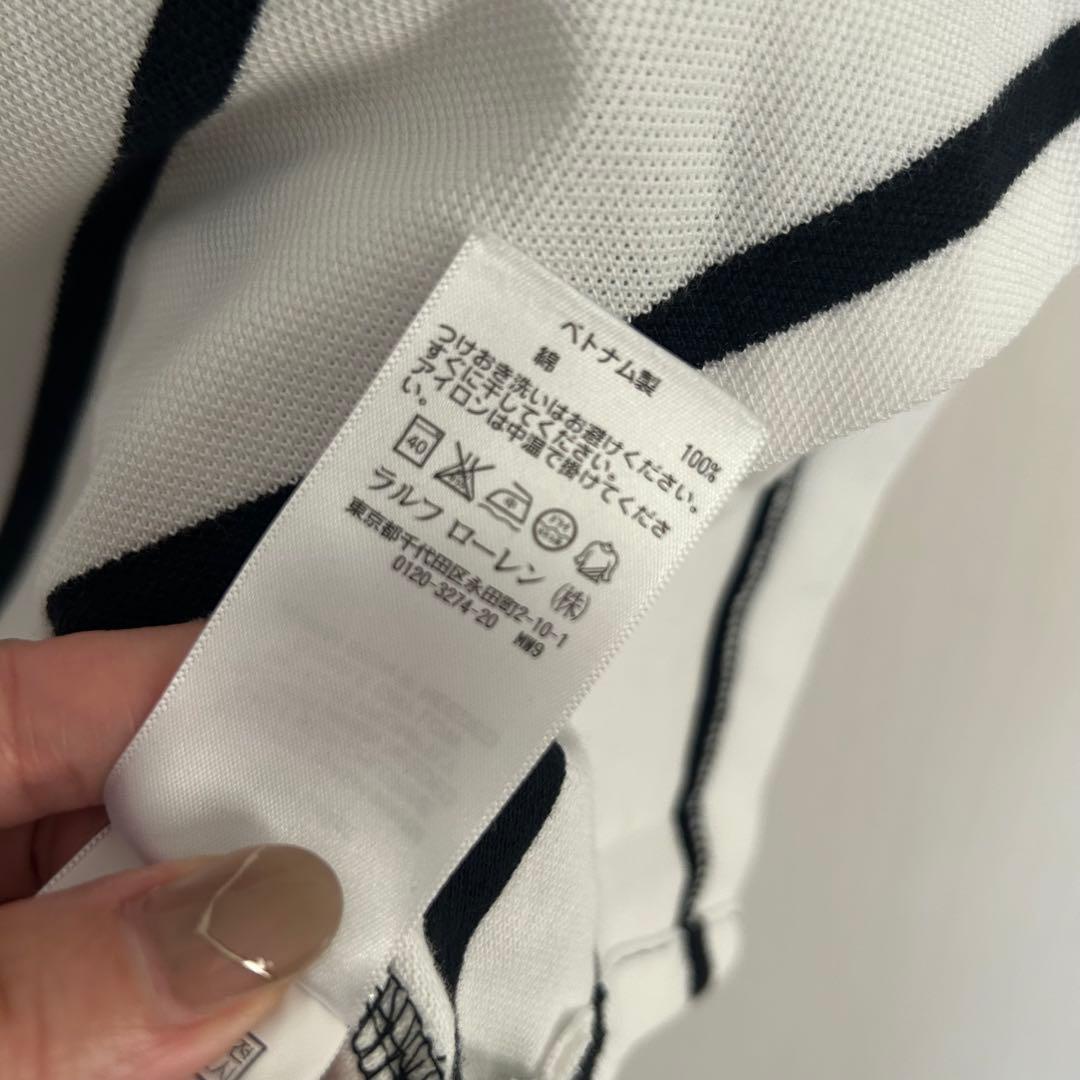 ベトナム製
綿 100%
つけおき洗いはお避けください。
すぐに干してください。
アイロンは中温で掛けてくださ
い。
40
ラルフ ローレン (株)
東京都千代田区永田町2-10-1
0120-3274-20 MW9